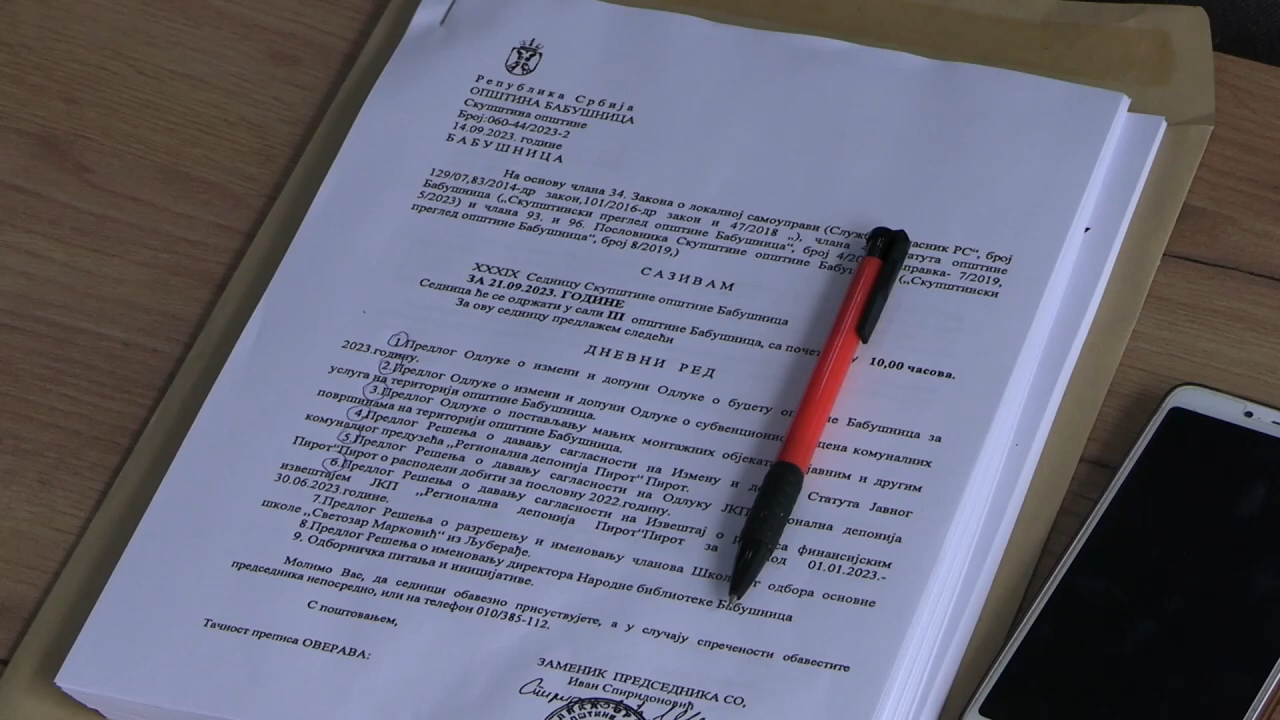 Република Србија
ОПШТИНА БАБУШНИЦА
Скупштина општине
Број:060-44/2023-2
14.09.2023. године
БАБУШНИЦА
На основу члана 34. Закона о локалној самоуправи (Служ ласник РС“, број
129/07,83/2014-др закон,101/2016-др закон и 47/2018 „), члана татута општине
Бабушница („Скупштински преглед општине Бабушница“, број 4/20 правка- 7/2019,
5/2023) и члана 93. и 96. Пословника Скупштине општине („Скупштински
преглед општине Бабушница“, број 8/2019,)
САЗИВАМ
XXXIX Седницу Скупштине општине Бабушница
ЗА 21.09.2023. ГОДИНЕ
Седница ће се одржати у сали III општине Бабушница, са почет у 10,00 часова.
За ову седницу предлажем следећи
ДНЕВНИ РЕД
1.Предлог Одлуке о измени и допуни Одлуке о буџету оп не Бабушница за
2023.годину.
2.Предлог Одлуке о измени и допуни Одлуке о субвенционис цена комуналних
услуга на територији општине Бабушница.
3.Предлог Одлуке о постављању мањих монтажних објекат јавним и другим
површинама на територији општине Бабушница.
4.Предлог Решења о давању сагласности на Измену и д Статута Јавног
комуналног предузећа ,,Регионална депонија Пирот“Пирот.
5.Предлог Решења о давању сагласности на Одлуку ЈКП, ионална депонија
Пирот“Пирот о расподели добити за пословну 2022.годину.
6.Предлог Решења о давању сагласности на Извештај о р са финансијским
извештајем ЈКП ,,Регионална депонија Пирот“Пирот за од 01.01.2023.-
30.06.2023.године.
7.Предлог Решења о разрешењу и именовању чланова Школ г одбора основне
школе ,,Светозар Марковић“ из Љуберађе.
8.Предлог Решења о именовању директора Народне библиотеке Бабушница
9. Одборничка питања и иницијативе.
Молимо Вас, да седници обавезно присуствујете, а у случају спречености обавестите
председника непосредно, или на телефон 010/385-112.
С поштовањем,
Тачност преписа ОВЕРАВА:
ЗАМЕНИК ПРЕДСЕДНИКА СО,
Иван Спиридоновић